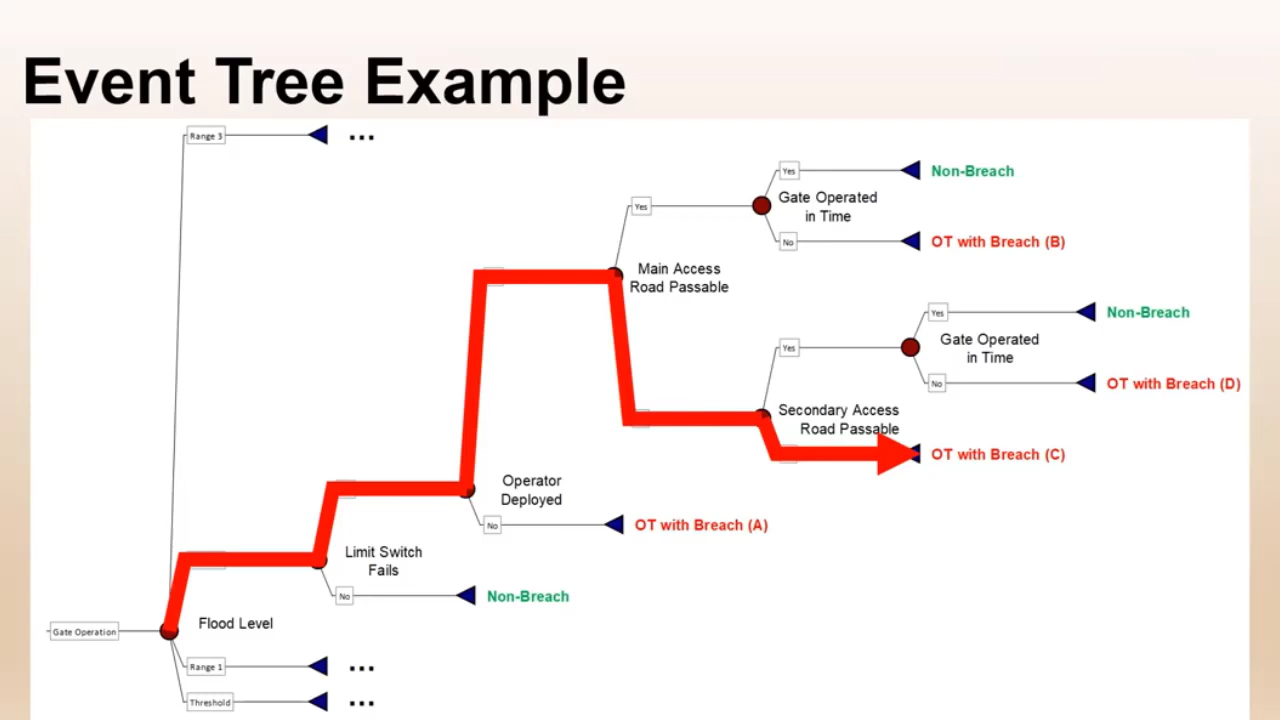 Event Tree Example
Range 3
...
Yes
Non-Breach
Gate Operated
in Time
Yes
No
OT with Breach (B)
Main Access
Road Passable
Yes
Non-Breach
Gate Operated
in Time
Yes
No
OT with Breach (D)
Secondary Access
Road Passable
OT with Breach (C)
Operator
Deployed
No
OT with Breach (A)
Limit Switch
Fails
No
Non-Breach
Gate Operation
Flood Level
Range 1
...
Threshold
...